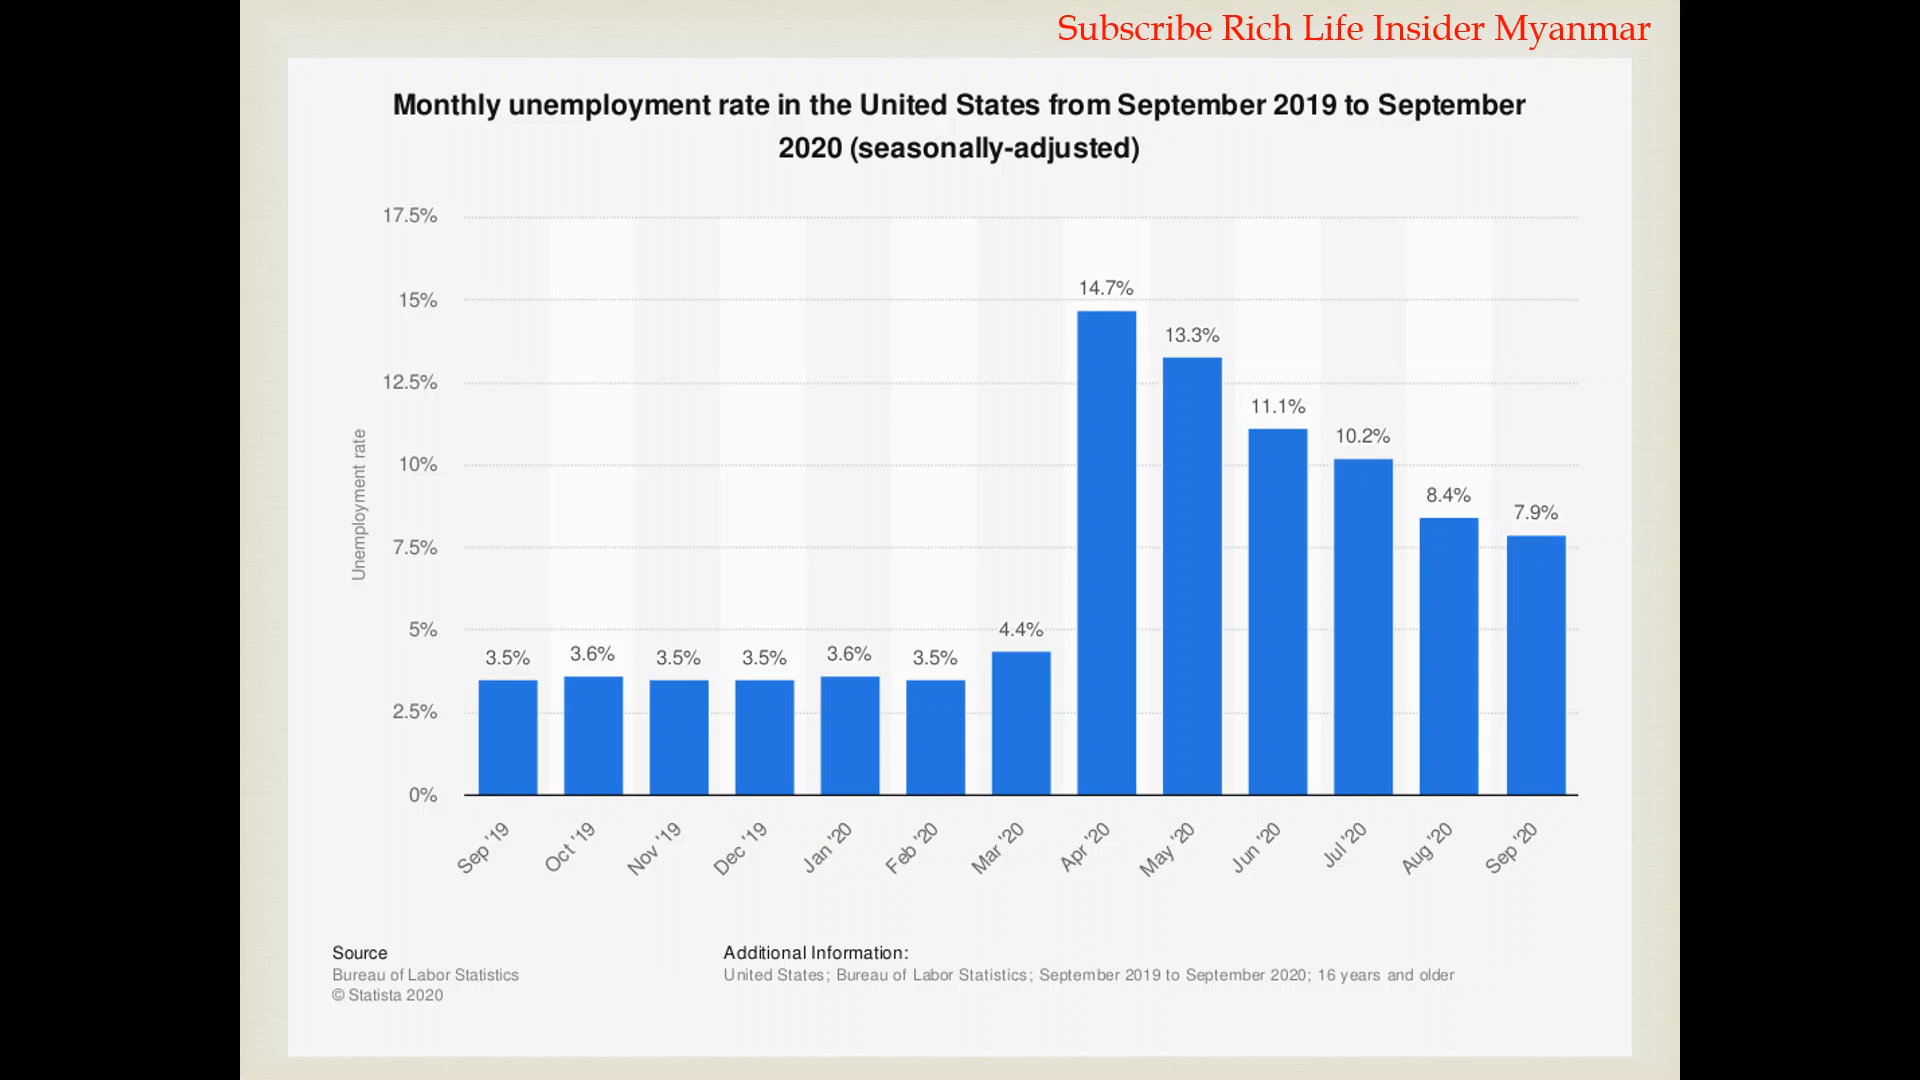 Subscribe Rich Life Insider Myanmar
Monthly unemployment rate in the United States from September 2019 to September
2020 (seasonally-adjusted)
Unemployment rate
17.5%
15%
12.5%
10%
7.5%
5%
2.5%
0%
3.5%
3.6%
3.5%
3.5%
3.6%
3.5%
4.4%
14.7%
13.3%
11.1%
10.2%
8.4%
7.9%
Sep '19
Oct '19
Nov '19
Dec '19
Jan '20
Feb '20
Mar '20
Apr '20
May '20
Jun '20
Jul '20
Aug '20
Sep '20
Source
Bureau of Labor Statistics
© Statista 2020
Additional Information:
United States; Bureau of Labor Statistics; September 2019 to September 2020; 16 years and older